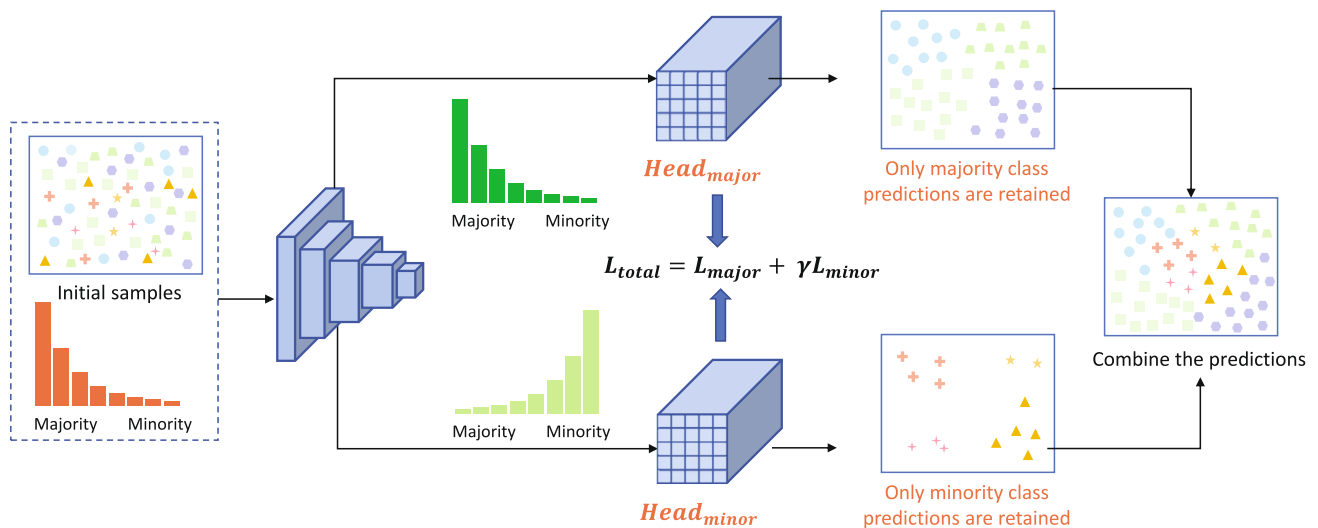 Initial samples
Majority Minority
Majority Minority
Majority Minority
Head_major
L_total = L_major + γL_minor
Head_minor
Only majority class
predictions are retained
Only minority class
predictions are retained
Combine the predictions